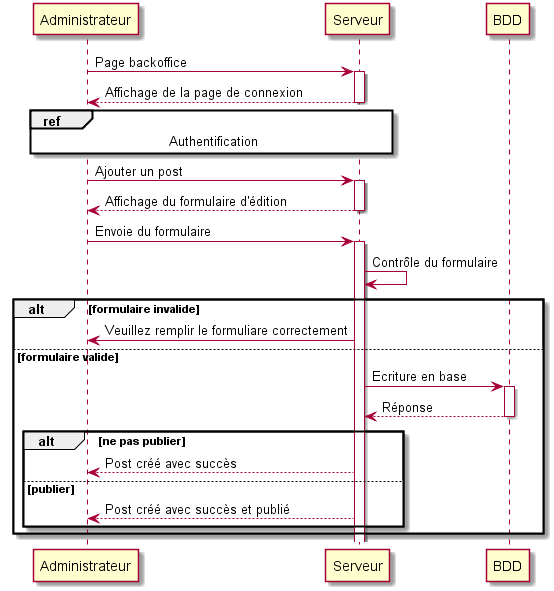 Administrateur
Serveur
BDD
Page backoffice
Affichage de la page de connexion
ref
Authentification
Ajouter un post
Affichage du formulaire d'édition
Envoie du formulaire
Contrôle du formulaire
alt
[formulaire invalide]
Veuillez remplir le formuliare correctement
[formulaire valide]
Ecriture en base
Réponse
alt
[ne pas publier]
Post créé avec succès
[publier]
Post créé avec succès et publié
Administrateur
Serveur
BDD